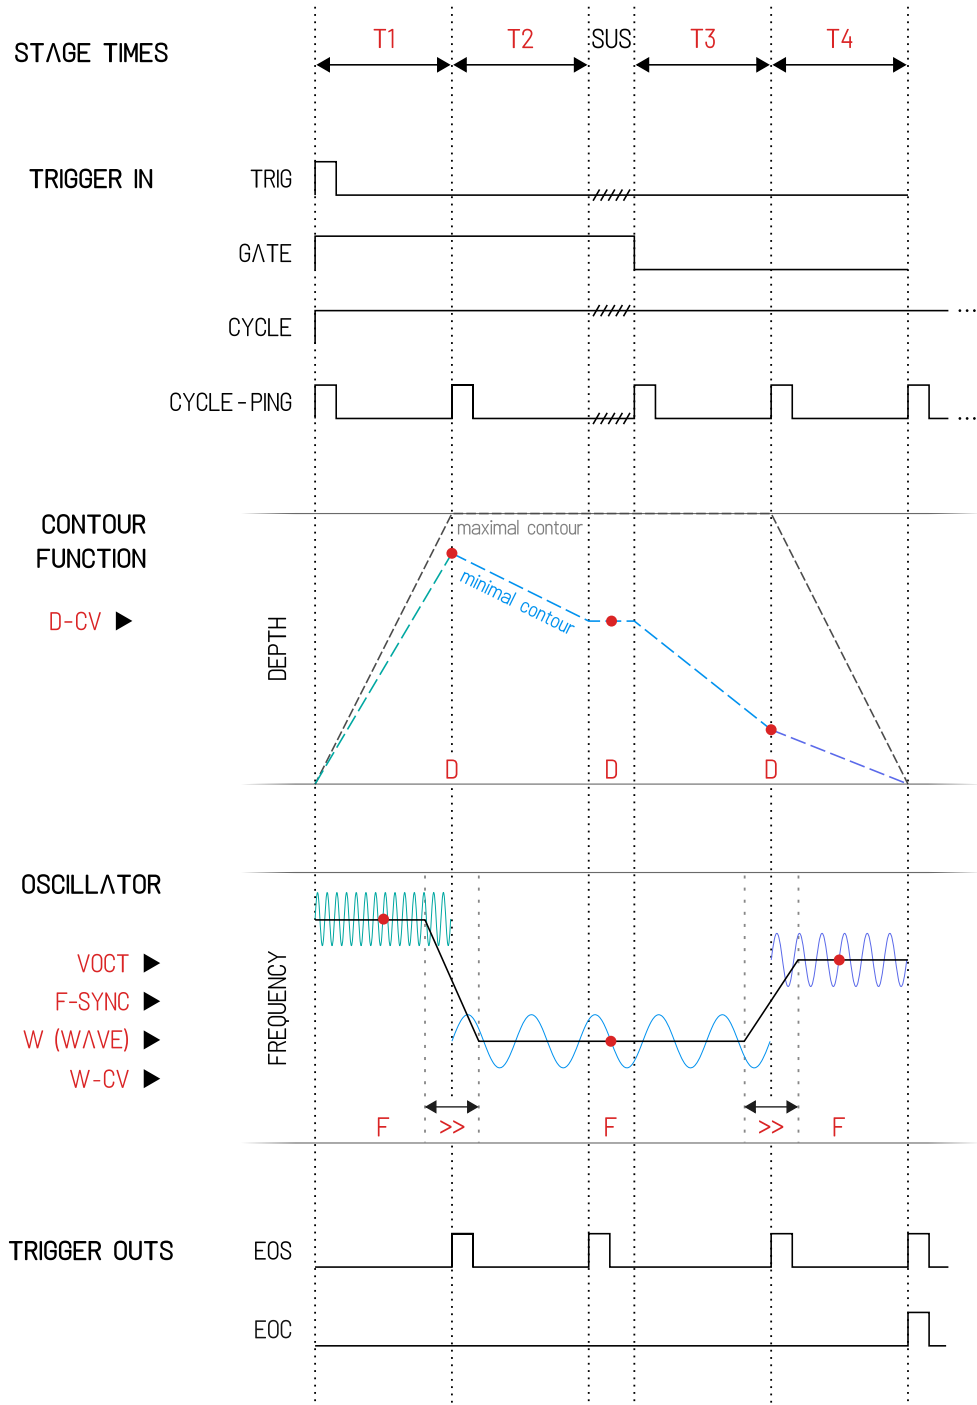 STAGE TIMES
T1 T2 SUS T3 T4
TRIGGER IN
TRIG
GATE
CYCLE
...
CYCLE-PING
...
CONTOUR
FUNCTION
D-CV
DEPTH
maximal contour
minimal contour
D D D
OSCILLATOR
VOCT
F-SYNC
W (WAVE)
W-CV
FREQUENCY
F >> F >> F
TRIGGER OUTS
EOS
EOC